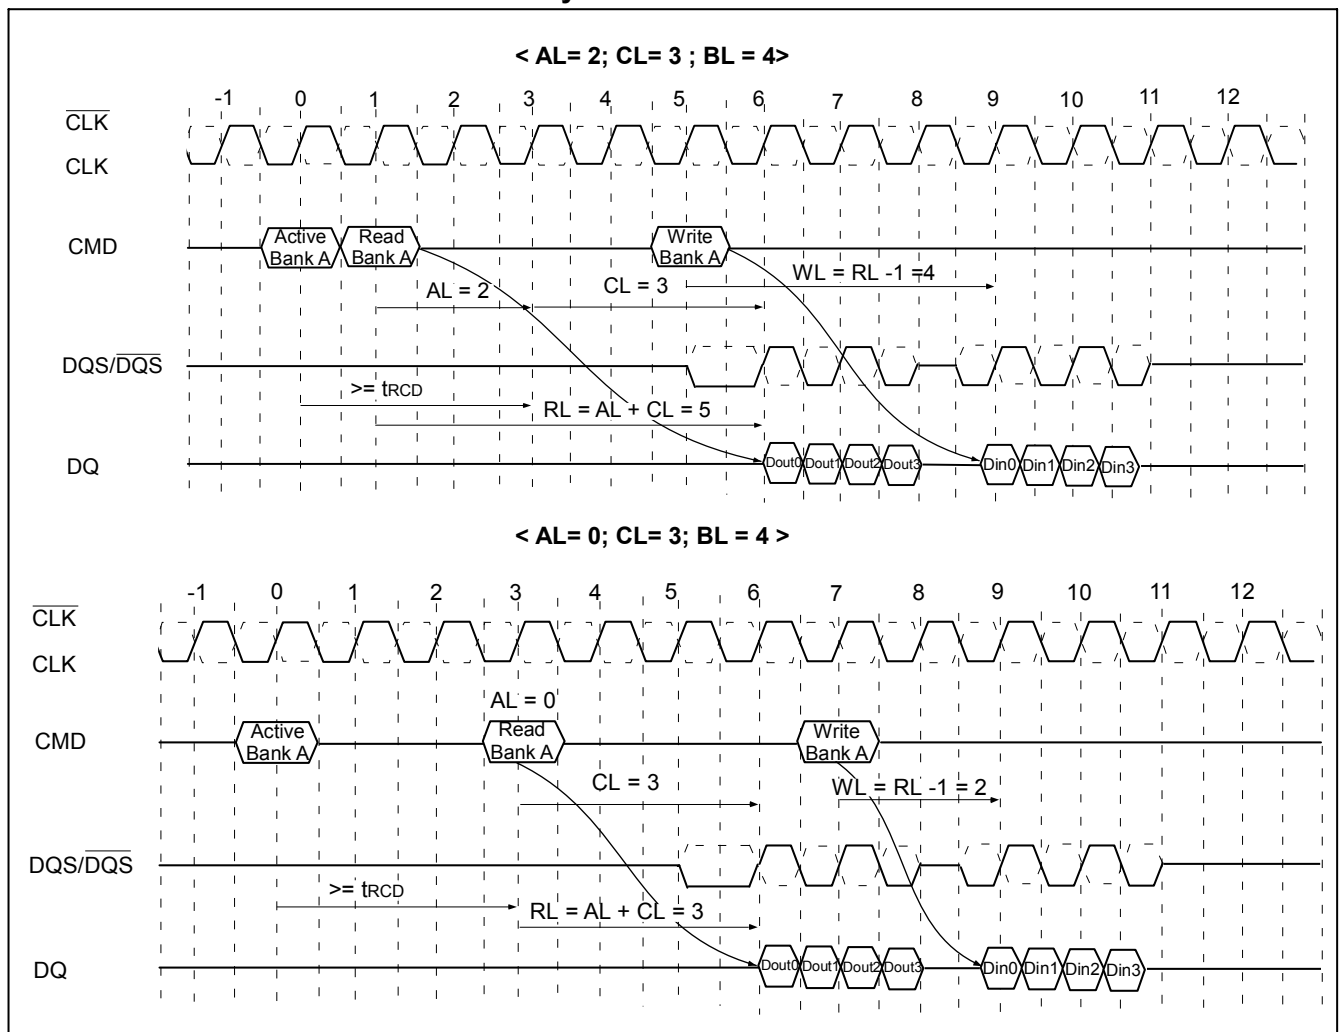 < AL= 2; CL= 3 ; BL = 4>
-1 0 1 2 3 4 5 6 7 8 9 10 11 12
CLK
CLK
CMD
Active
Bank A
Read
Bank A
Write
Bank A
AL = 2
CL = 3
WL = RL -1 =4
DQS/DQS
>= tRCD
RL = AL + CL = 5
DQ
Dout0 Dout1 Dout2 Dout3
Din0 Din1 Din2 Din3
< AL= 0; CL= 3; BL = 4 >
-1 0 1 2 3 4 5 6 7 8 9 10 11 12
CLK
CLK
AL = 0
CMD
Active
Bank A
Read
Bank A
Write
Bank A
CL = 3
WL = RL -1 = 2
DQS/DQS
>= tRCD
RL = AL + CL = 3
DQ
Dout0 Dout1 Dout2 Dout3
Din0 Din1 Din2 Din3